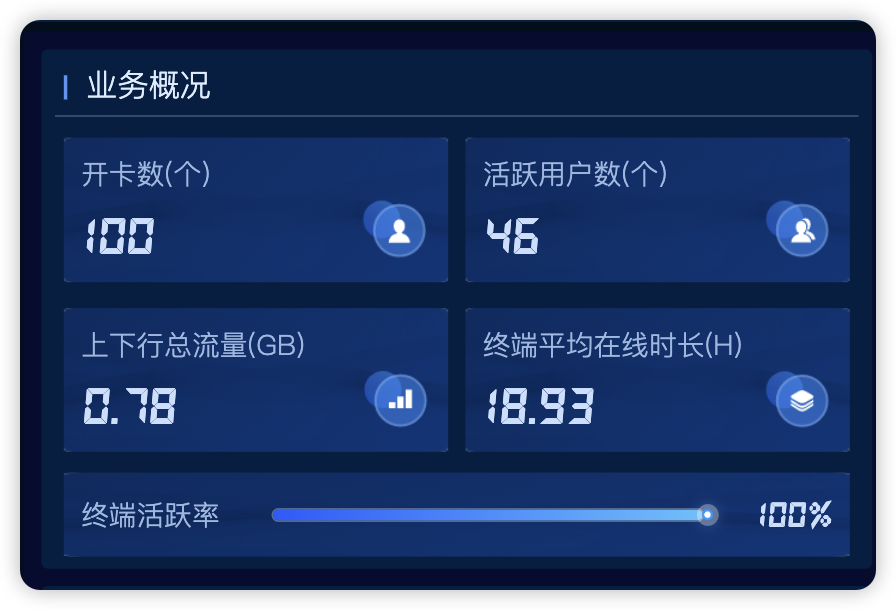 业务概况
开卡数(个)
100
活跃用户数(个)
46
上下行总流量(GB)
0.78
终端平均在线时长(H)
18.93
终端活跃率
100%